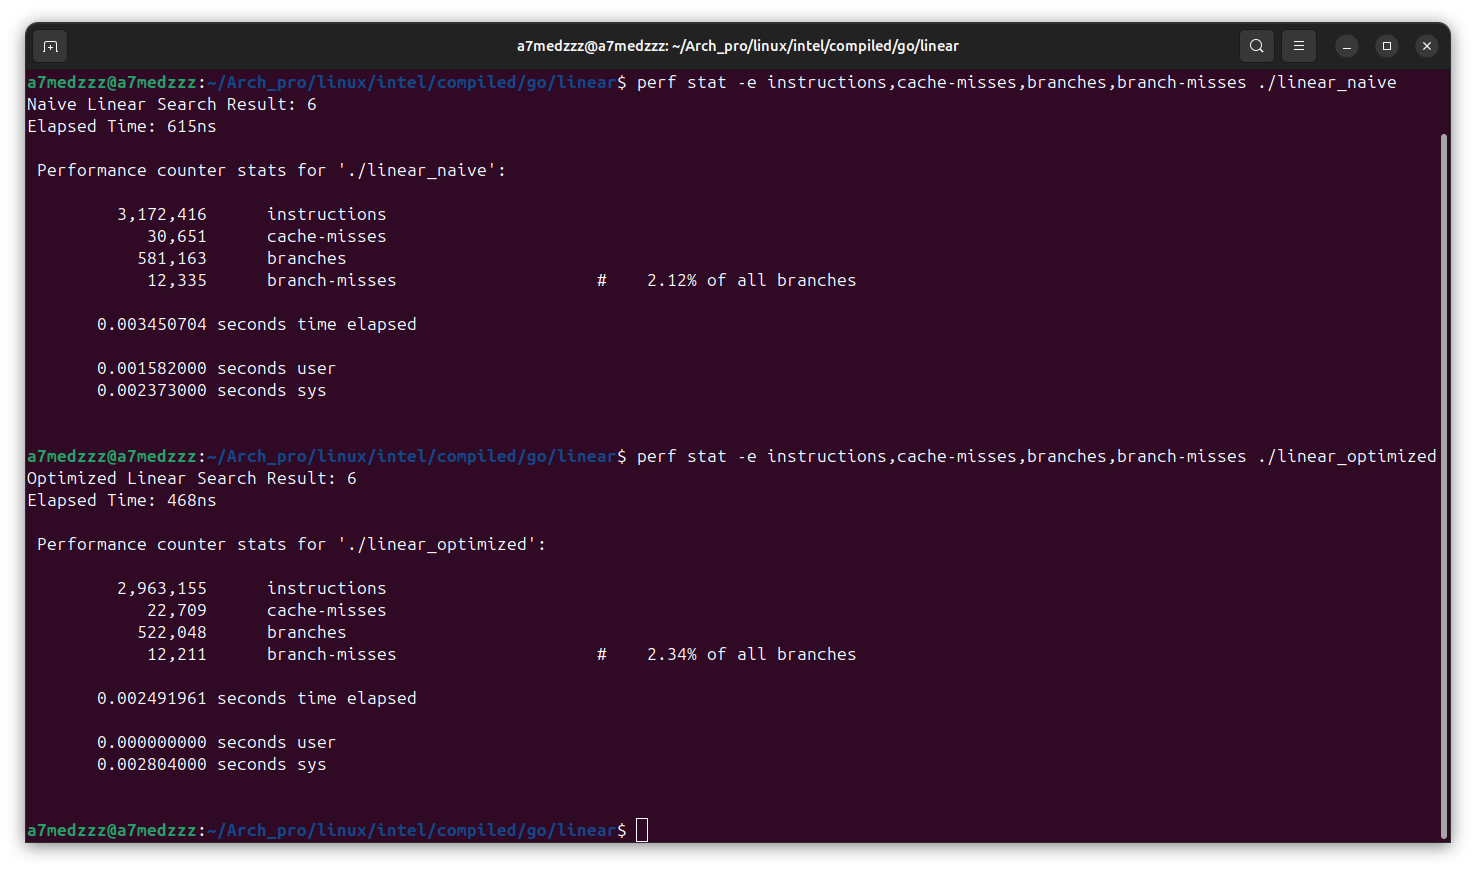 a7medzzz@a7medzzz: ~/Arch_pro/linux/intel/compiled/go/linear
a7medzzz@a7medzzz:~/Arch_pro/linux/intel/compiled/go/linear$ perf stat -e instructions,cache-misses,branches,branch-misses ./linear_naive
Naive Linear Search Result: 6
Elapsed Time: 615ns
Performance counter stats for './linear_naive':
3,172,416 instructions
30,651 cache-misses
581,163 branches
12,335 branch-misses # 2.12% of all branches
0.003450704 seconds time elapsed
0.001582000 seconds user
0.002373000 seconds sys
a7medzzz@a7medzzz:~/Arch_pro/linux/intel/compiled/go/linear$ perf stat -e instructions,cache-misses,branches,branch-misses ./linear_optimized
Optimized Linear Search Result: 6
Elapsed Time: 468ns
Performance counter stats for './linear_optimized':
2,963,155 instructions
22,709 cache-misses
522,048 branches
12,211 branch-misses # 2.34% of all branches
0.002491961 seconds time elapsed
0.000000000 seconds user
0.002804000 seconds sys
a7medzzz@a7medzzz:~/Arch_pro/linux/intel/compiled/go/linear$